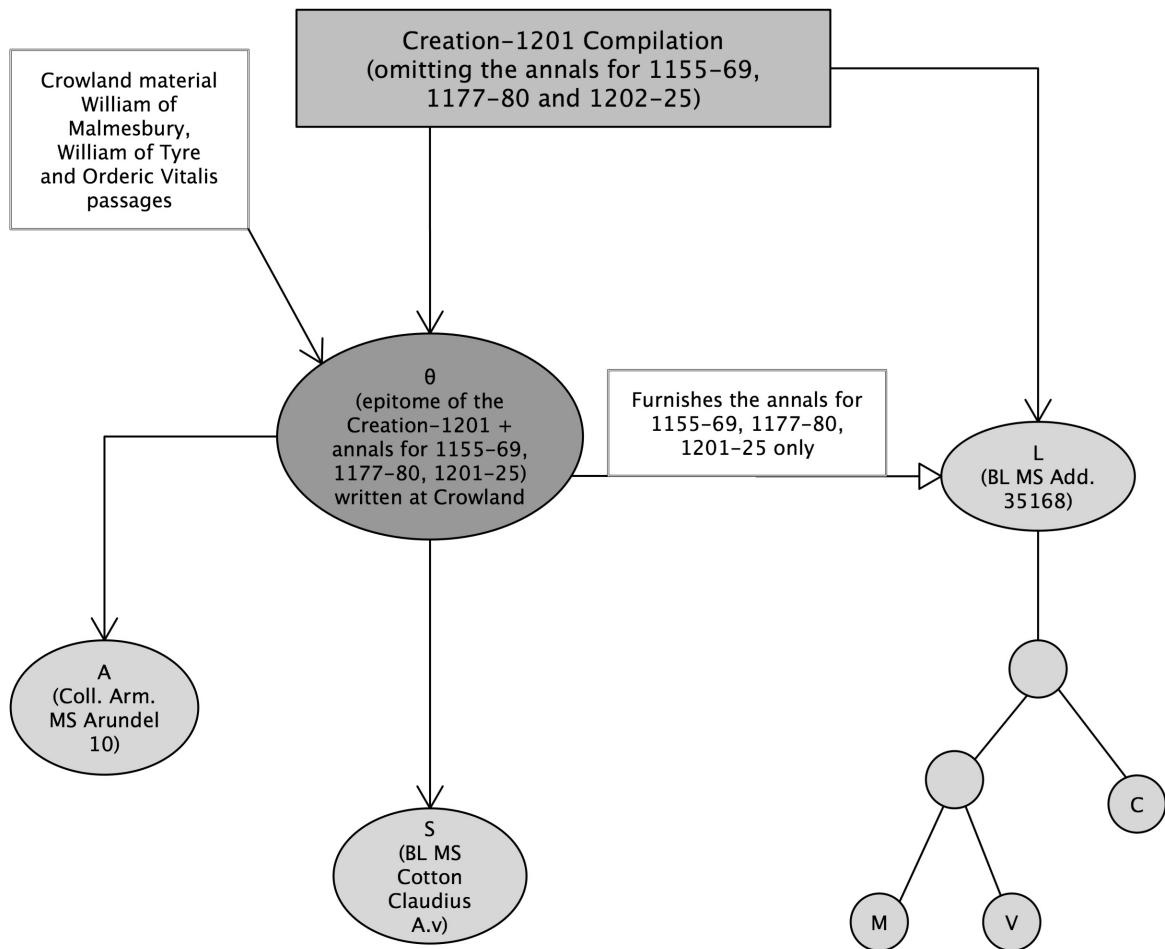 Creation–1201 Compilation
(omitting the annals for 1155–69,
1177–80 and 1202–25)
Crowland material
William of
Malmesbury,
William of Tyre
and Orderic Vitalis
passages
θ
(epitome of the
Creation–1201 +
annals for 1155–69,
1177–80, 1201–25)
written at Crowland
Furnishes the annals for
1155–69, 1177–80,
1201–25 only
L
(BL MS Add.
35168)
A
(Coll. Arm.
MS Arundel
10)
S
(BL MS
Cotton
Claudius
A.v)
C
M
V